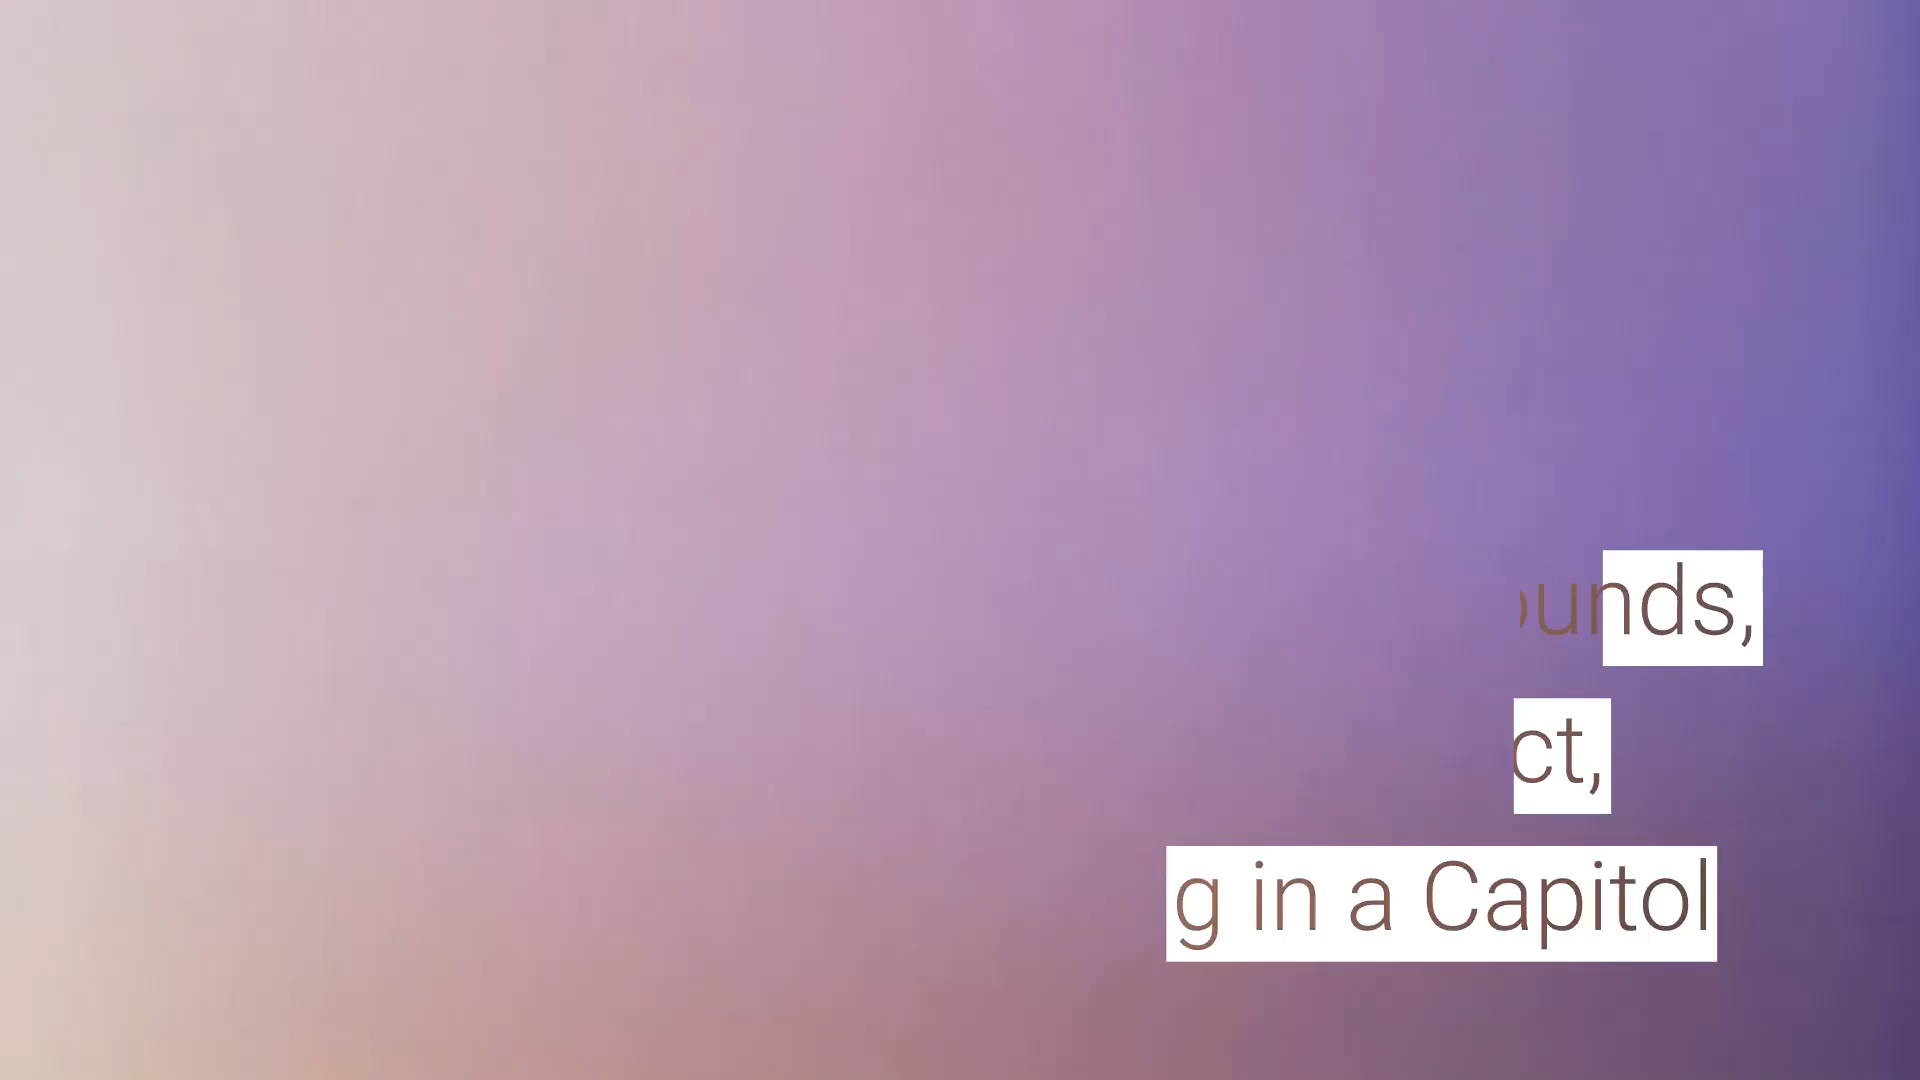 unds,
ct,
g in a Capitol